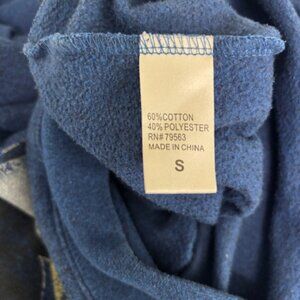 60%COTTON
40% POLYESTER
RN# 79563
MADE IN CHINA
S